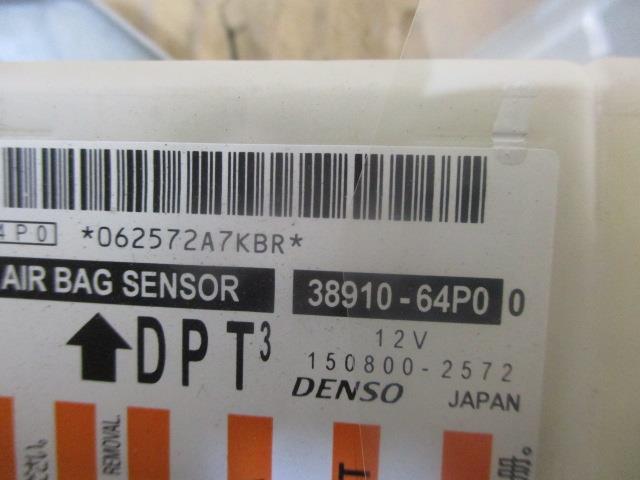 4P0 *062572A7KBR*
AIR BAG SENSOR 38910-64P0 0
12V
DPT3 150800-2572
DENSO JAPAN
REMOVAL.